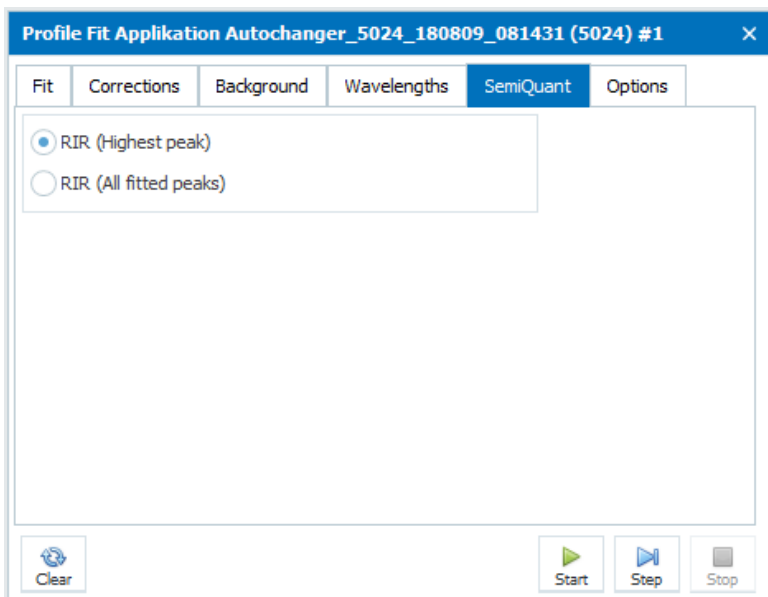 Profile Fit Applikation Autochanger_5024_180809_081431 (5024) #1
Fit Corrections Background Wavelengths SemiQuant Options
RIR (Highest peak)
RIR (All fitted peaks)
Clear Start Step Stop